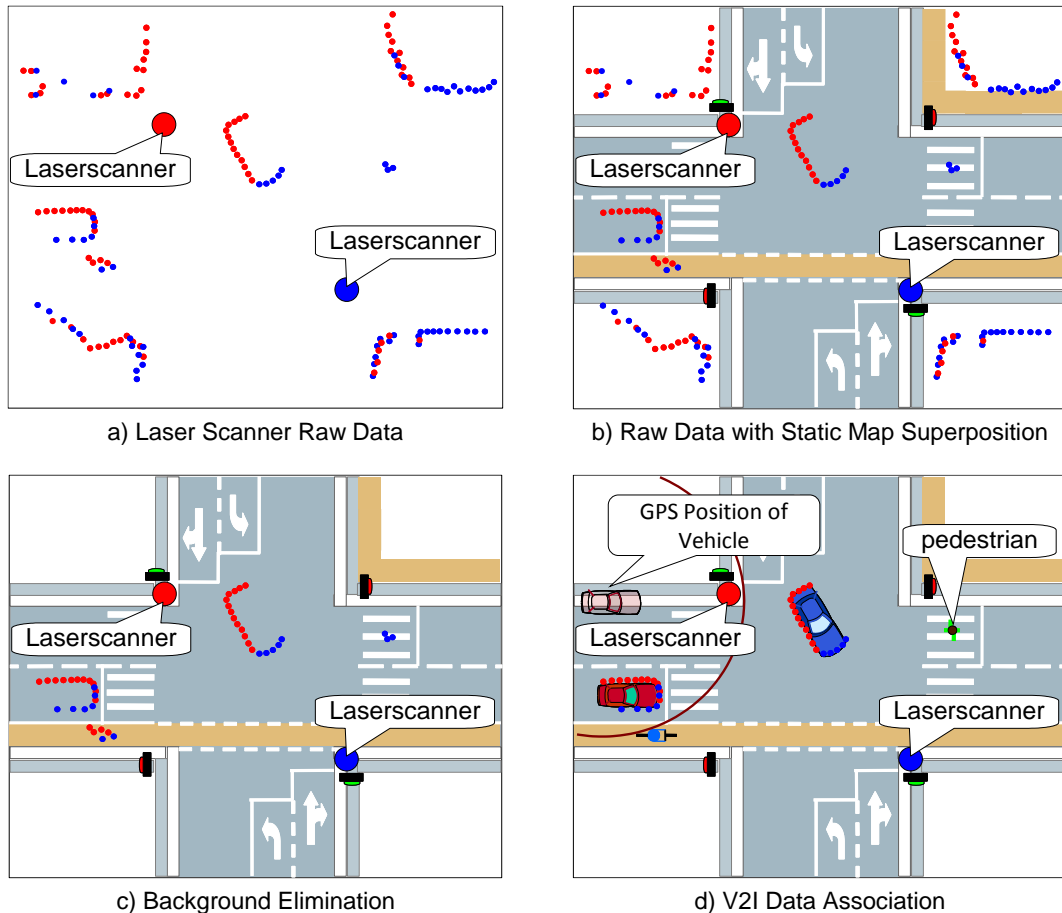 Laserscanner
Laserscanner
a) Laser Scanner Raw Data
Laserscanner
Laserscanner
b) Raw Data with Static Map Superposition
Laserscanner
Laserscanner
c) Background Elimination
GPS Position of
Vehicle
pedestrian
Laserscanner
Laserscanner
d) V2I Data Association